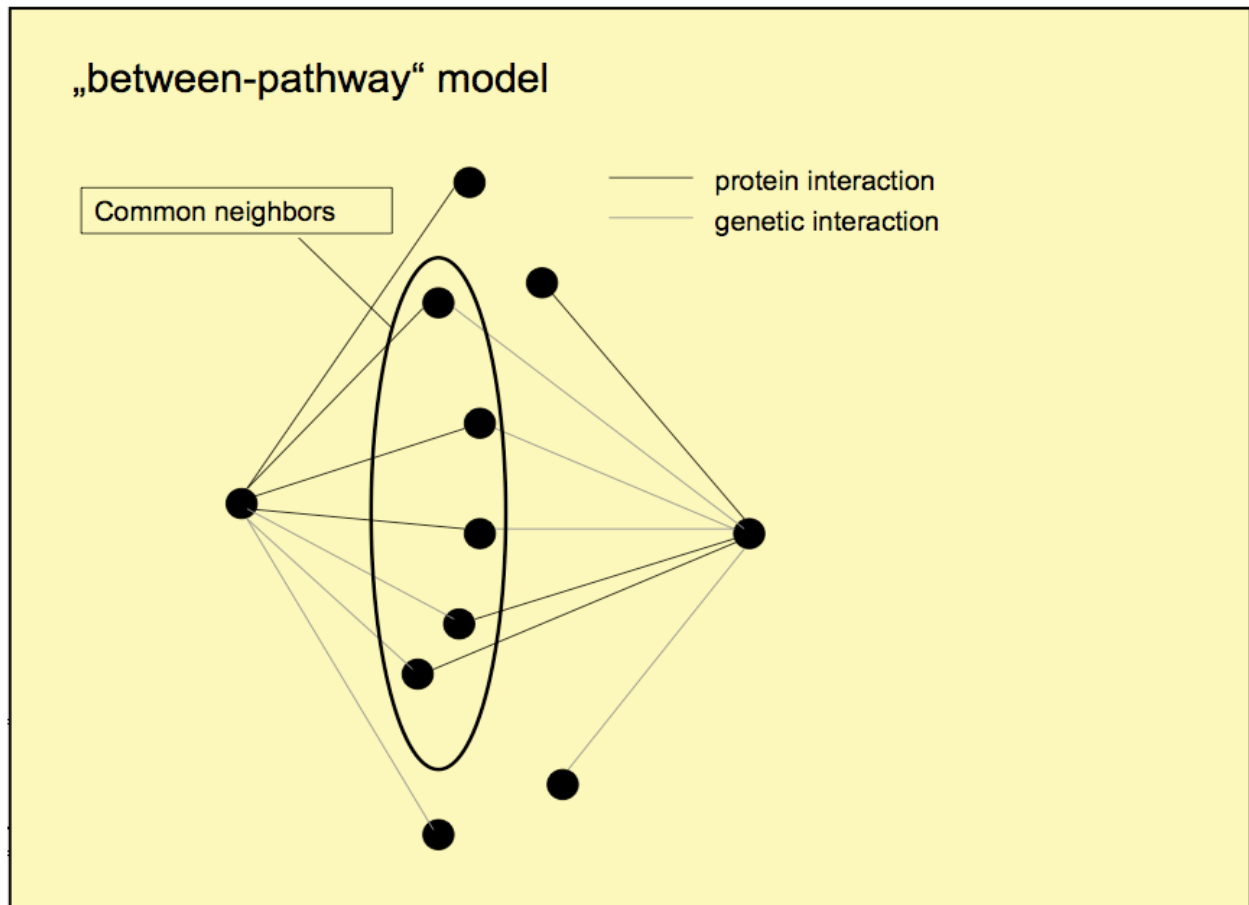 „between-pathway“ model
Common neighbors
protein interaction
genetic interaction